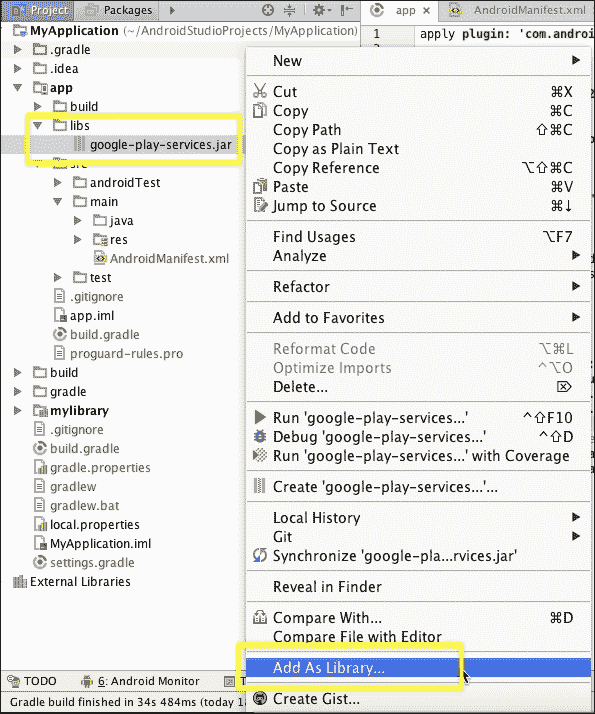 Project
Packages
app
AndroidManifest.xml
MyApplication (~/AndroidStudioProjects/MyApplication)
1
apply plugin: 'com.androi
2
.gradle
.idea
app
build
libs
google-play-services.jar
src
androidTest
main
java
res
AndroidManifest.xml
test
.gitignore
app.iml
build.gradle
proguard-rules.pro
build
gradle
mylibrary
.gitignore
build.gradle
gradle.properties
gradlew
gradlew.bat
local.properties
MyApplication.iml
settings.gradle
External Libraries
New
Cut ⌘X
Copy ⌘C
Copy Path ⇧⌘C
Copy as Plain Text
Copy Reference ⌥⇧⌘C
Paste ⌘V
Jump to Source ⌘↓
Find Usages ⌥F7
Analyze
Refactor
Add to Favorites
Reformat Code ⌥⌘L
Optimize Imports ^⌥O
Delete... ⌦
Run 'google-play-services...' ^⇧F10
Debug 'google-play-services...' ^⇧D
Run 'google-play-services...' with Coverage
Create 'google-play-services...'...
Local History
Git
Synchronize 'google-pla...rvices.jar'
Reveal in Finder
Compare With... ⌘D
Compare File with Editor
Add As Library...
Create Gist...
TODO
6: Android Monitor
Gradle build finished in 34s 484ms (today 1